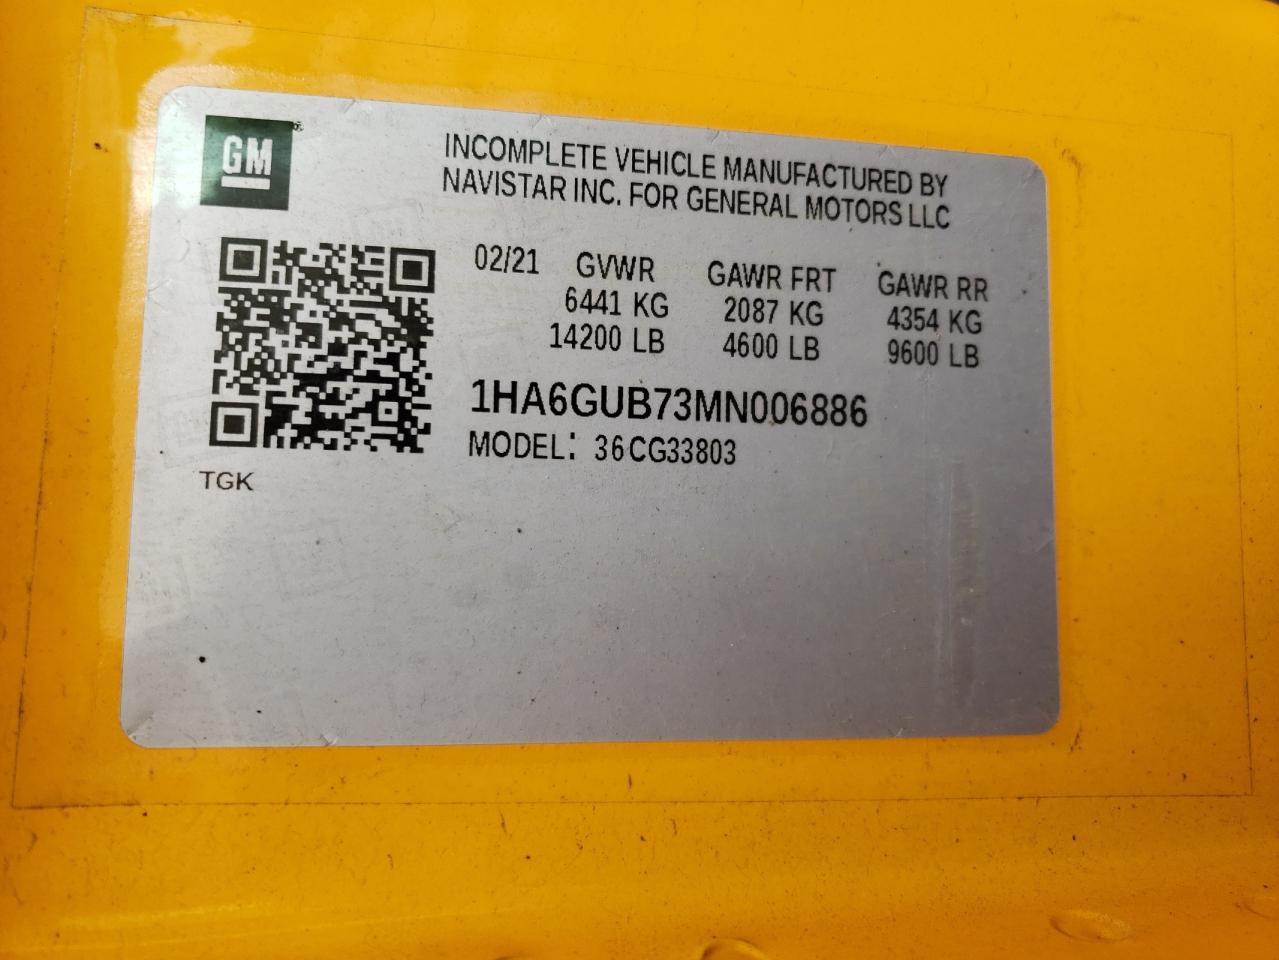 GM
INCOMPLETE VEHICLE MANUFACTURED BY
NAVISTAR INC. FOR GENERAL MOTORS LLC
02/21 GVWR GAWR FRT GAWR RR
6441 KG 2087 KG 4354 KG
14200 LB 4600 LB 9600 LB
1HA6GUB73MN006886
MODEL: 36CG33803
TGK